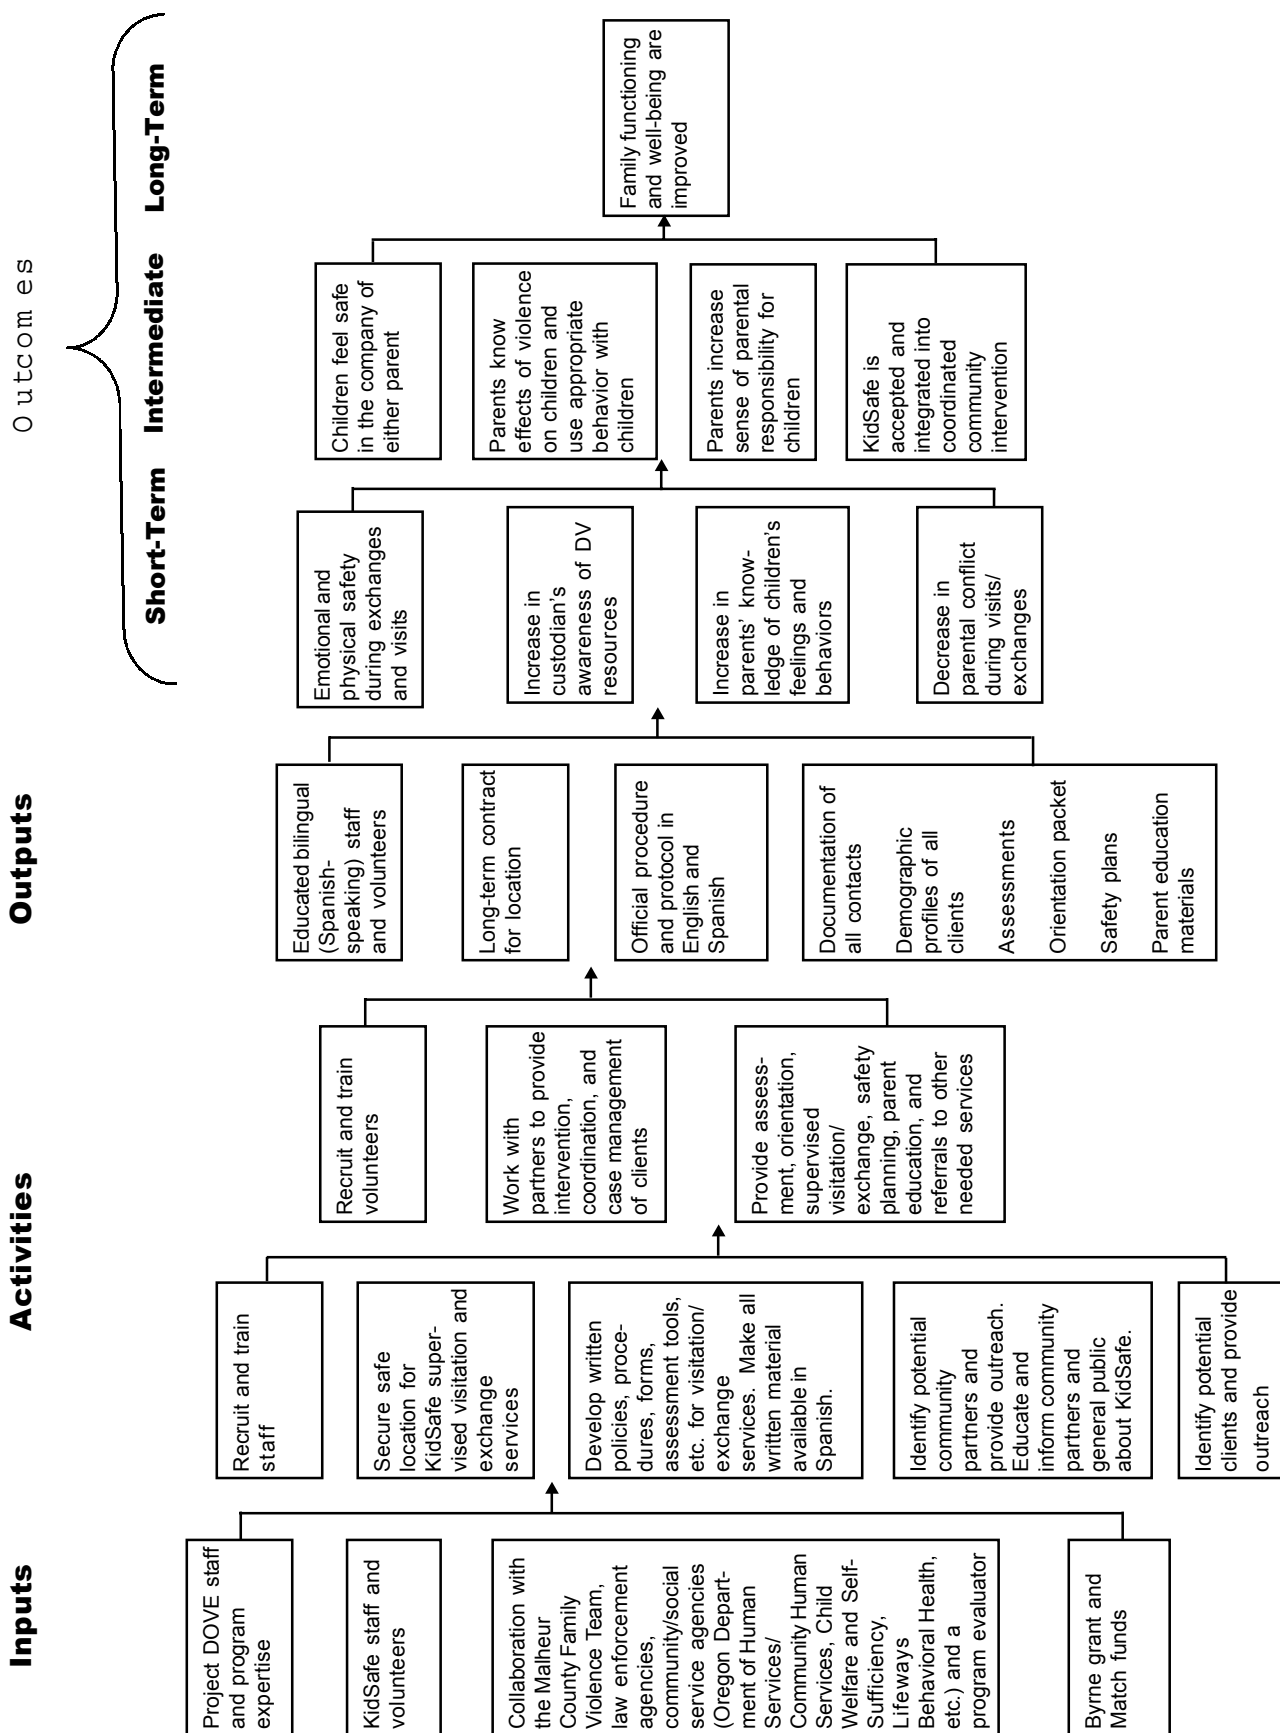 Inputs
Activities
Outputs
Outcomes
Short-Term
Intermediate
Long-Term
Project DOVE staff
and program
expertise
KidSafe staff and
volunteers
Collaboration with
the Malheur
County Family
Violence Team,
law enforcement
agencies,
community/social
service agencies
(Oregon Depart-
ment of Human
Services/
Community Human
Services, Child
Welfare and Self-
Sufficiency,
Lifeways
Behavioral Health,
etc.) and a
program evaluator
Byrne grant and
Match funds
Recruit and train
staff
Secure safe
location for
KidSafe super-
vised visitation and
exchange
services
Develop written
policies, proce-
dures, forms,
assessment tools,
etc. for visitation/
exchange
services. Make all
written material
available in
Spanish.
Identify potential
community
partners and
provide outreach.
Educate and
inform community
partners and
general public
about KidSafe.
Identify potential
clients and provide
outreach
Recruit and train
volunteers
Work with
partners to provide
intervention,
coordination, and
case management
of clients
Provide assess-
ment, orientation,
supervised
visitation/
exchange, safety
planning, parent
education, and
referrals to other
needed services
Educated bilingual
(Spanish-
speaking) staff
and volunteers
Long-term contract
for location
Official procedure
and protocol in
English and
Spanish
Documentation of
all contacts
Demographic
profiles of all
clients
Assessments
Orientation packet
Safety plans
Parent education
materials
Emotional and
physical safety
during exchanges
and visits
Increase in
custodian's
awareness of DV
resources
Increase in
parents' know-
ledge of children's
feelings and
behaviors
Decrease in
parental conflict
during visits/
exchanges
Children feel safe
in the company of
either parent
Parents know
effects of violence
on children and
use appropriate
behavior with
children
Parents increase
sense of parental
responsibility for
children
KidSafe is
accepted and
integrated into
coordinated
community
intervention
Family functioning
and well-being are
improved